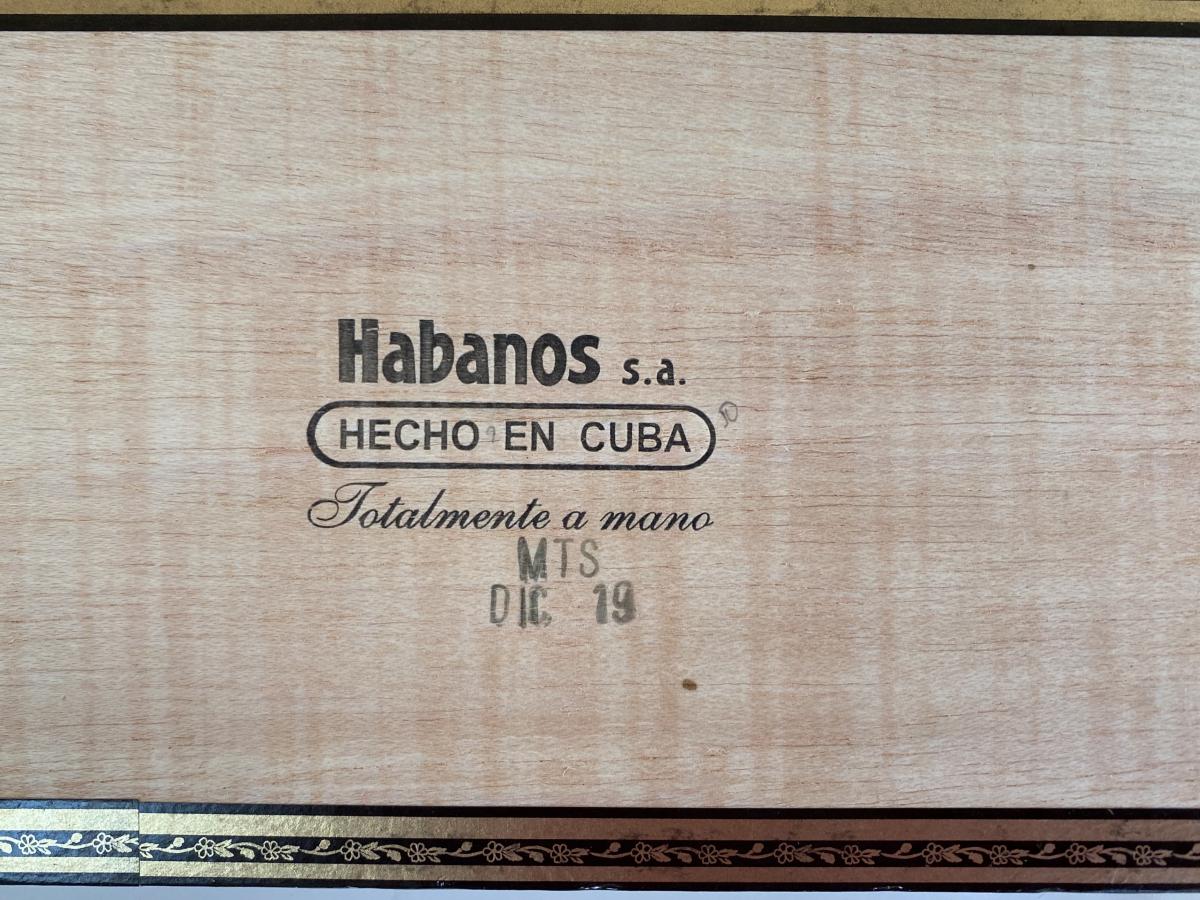 Habanos s.a.
HECHO EN CUBA
Totalmente a mano
MTS
DIC 19